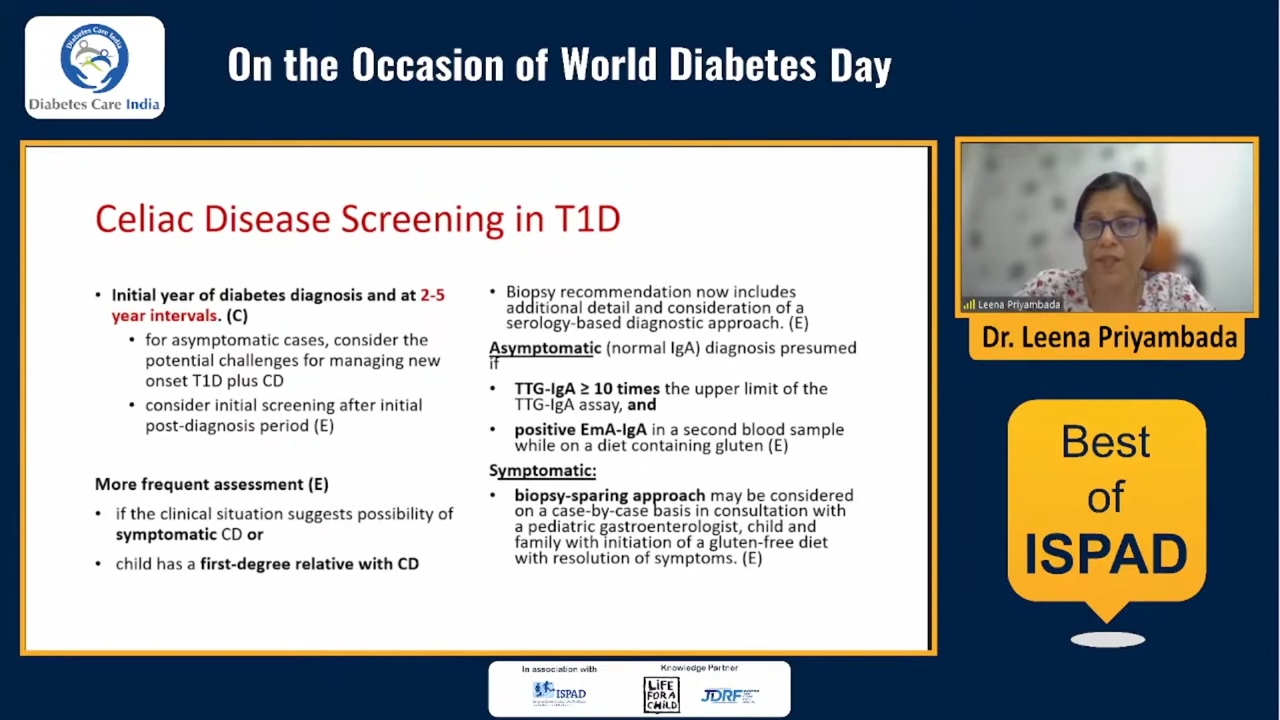 Diabetes Care India
Diabetes Care India
On the Occasion of World Diabetes Day
Celiac Disease Screening in T1D
• Initial year of diabetes diagnosis and at 2-5
year intervals. (C)
• for asymptomatic cases, consider the
potential challenges for managing new
onset T1D plus CD
• consider initial screening after initial
post-diagnosis period (E)
More frequent assessment (E)
• if the clinical situation suggests possibility of
symptomatic CD or
• child has a first-degree relative with CD
• Biopsy recommendation now includes
additional detail and consideration of a
serology-based diagnostic approach. (E)
Asymptomatic (normal IgA) diagnosis presumed
if
• TTG-IgA ≥ 10 times the upper limit of the
TTG-IgA assay, and
• positive EmA-IgA in a second blood sample
while on a diet containing gluten (E)
Symptomatic:
• biopsy-sparing approach may be considered
on a case-by-case basis in consultation with
a pediatric gastroenterologist, child and
family with initiation of a gluten-free diet
with resolution of symptoms. (E)
Leena Priyambada
Dr. Leena Priyambada
Best
of
ISPAD
In association with
ISPAD
Knowledge Partner
LiFE
FOR A
CHiLD
JDRF